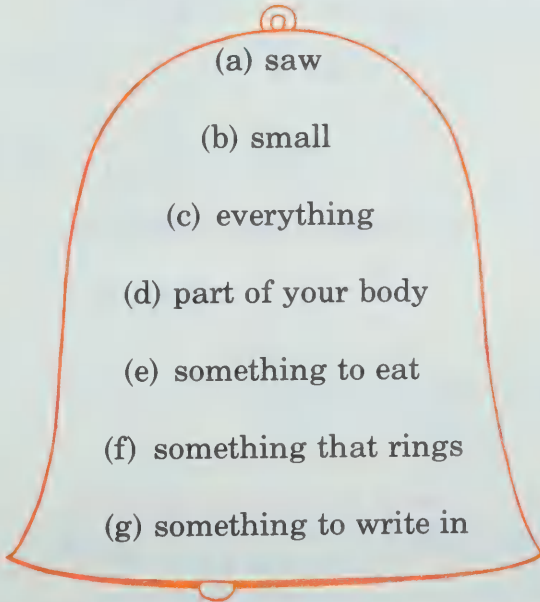 (a) saw
(b) small
(c) everything
(d) part of your body
(e) something to eat
(f) something that rings
(g) something to write in